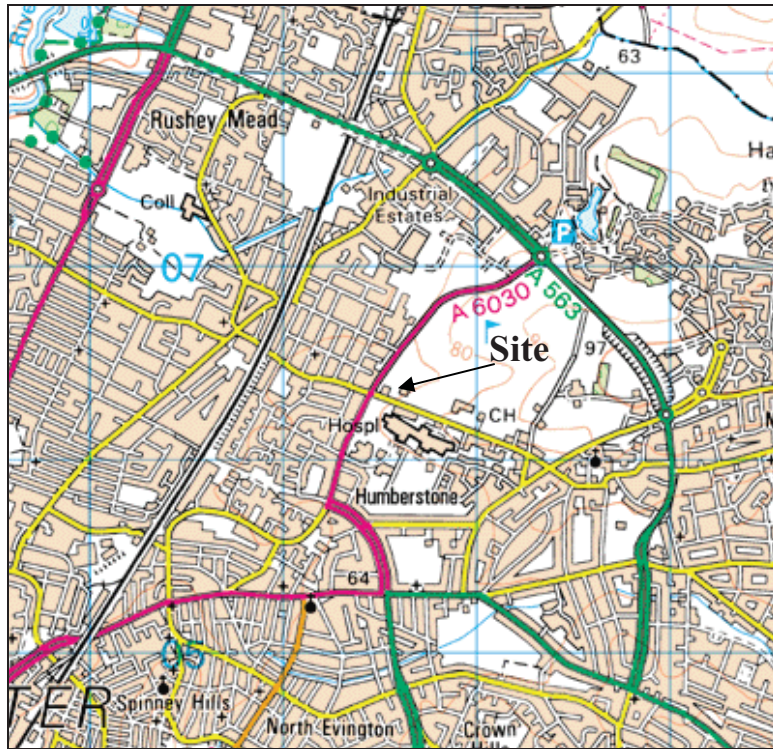 River
63
Rushey Mead
Ha
Coll
Industrial
Estates
P
07
A 6030
A 563
80
Site
97
Hospl
CH
Humberstone
64
05
TER
Spinney Hills
North Evington
Crown